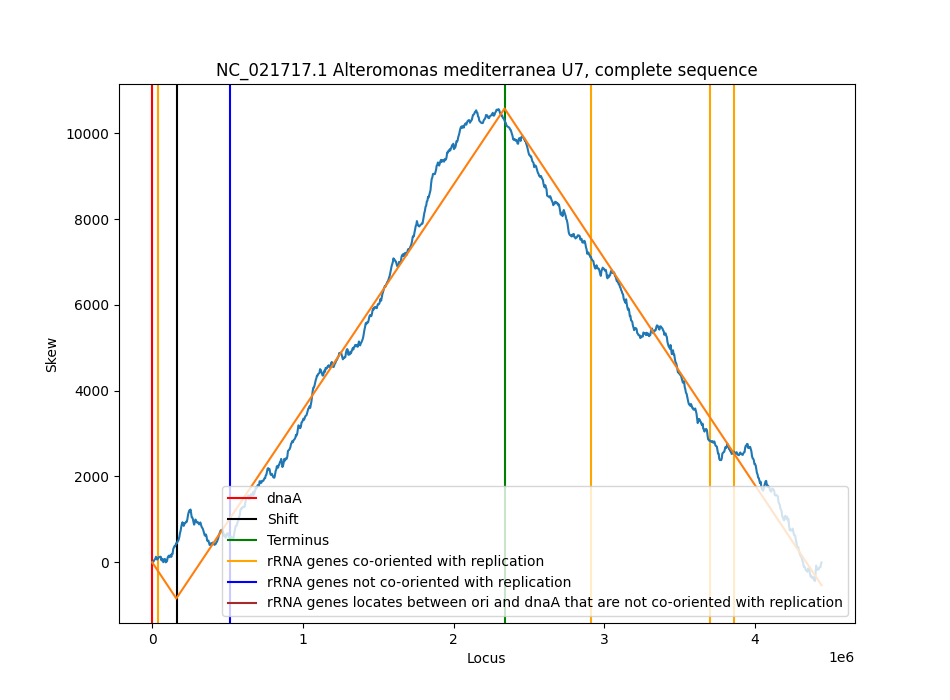 NC_021717.1 Alteromonas mediterranea U7, complete sequence
10000
8000
6000
4000
2000
0
Skew
dnaA
Shift
Terminus
rRNA genes co-oriented with replication
rRNA genes not co-oriented with replication
rRNA genes locates between ori and dnaA that are not co-oriented with replication
0 1 2 3 4
1e6
Locus